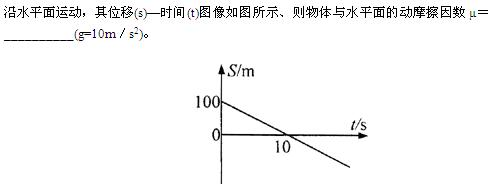 沿水平面运动，其位移(s)—时间(t)图像如图所示、则物体与水平面的动摩擦因数μ＝
__________(g=10m／s²)。
S/m
100
0
t/s
10